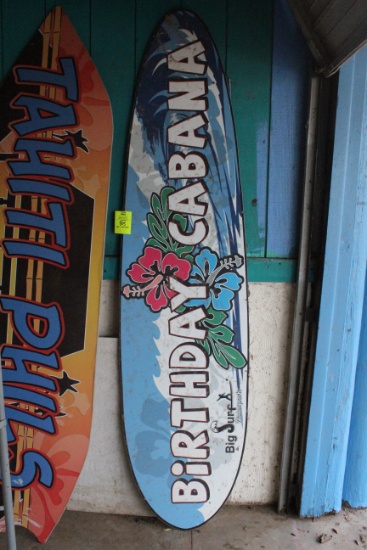 TAHITI PHIL'S
BiRTHDAY CABANA
Big Surf